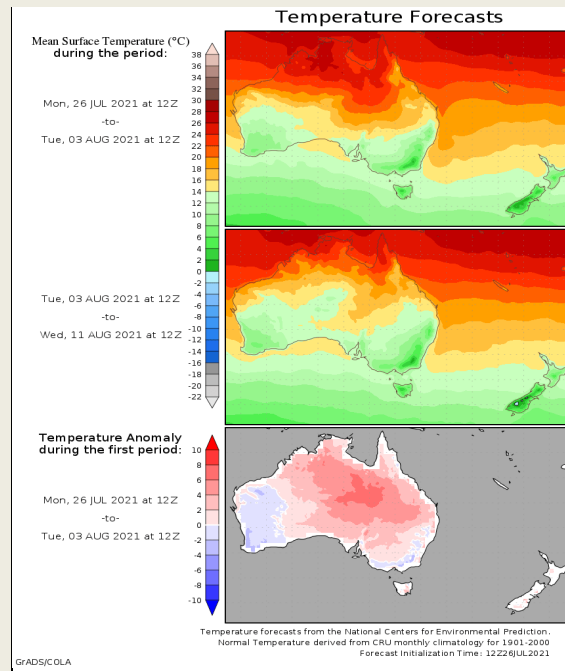 Temperature Forecasts
Mean Surface Temperature (°C)
during the period:
Mon, 26 JUL 2021 at 12Z
-to-
Tue, 03 AUG 2021 at 12Z
38
36
34
32
30
28
26
24
22
20
18
16
14
12
10
8
6
4
2
0
-2
-4
-6
-8
-10
-12
-14
-16
-18
-20
-22
Tue, 03 AUG 2021 at 12Z
-to-
Wed, 11 AUG 2021 at 12Z
Temperature Anomaly
during the first period:
Mon, 26 JUL 2021 at 12Z
-to-
Tue, 03 AUG 2021 at 12Z
10
8
6
4
2
0
-2
-4
-6
-8
-10
Temperature forecasts from the National Centers for Environmental Prediction.
Normal Temperature derived from CRU monthly climatology for 1901-2000
Forecast Initialization Time: 12Z26JUL2021
GrADS/COLA